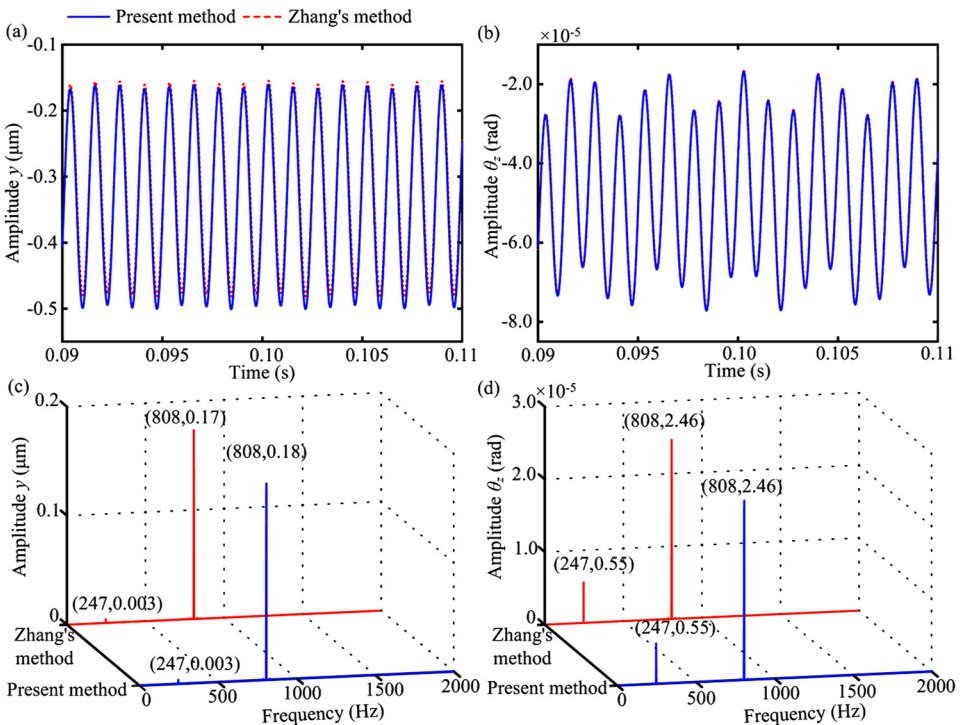 Present method Zhang's method
(a)
-0.1
-0.2
-0.3
-0.4
-0.5
Amplitude y (μm)
0.09 0.095 0.10 0.105 0.11
Time (s)
(b)
×10⁻⁵
-2.0
-4.0
-6.0
-8.0
Amplitude θz (rad)
0.09 0.095 0.10 0.105 0.11
Time (s)
(c)
0.2
0.1
0
Amplitude y (μm)
(808,0.17)
(808,0.18)
(247,0.003)
(247,0.003)
Zhang's
method
Present method
0 500 1000 1500 2000
Frequency (Hz)
(d)
×10⁻⁵
3.0
2.0
1.0
0
Amplitude θz (rad)
(808,2.46)
(808,2.46)
(247,0.55)
(247,0.55)
Zhang's
method
Present method
0 500 1000 1500 2000
Frequency (Hz)